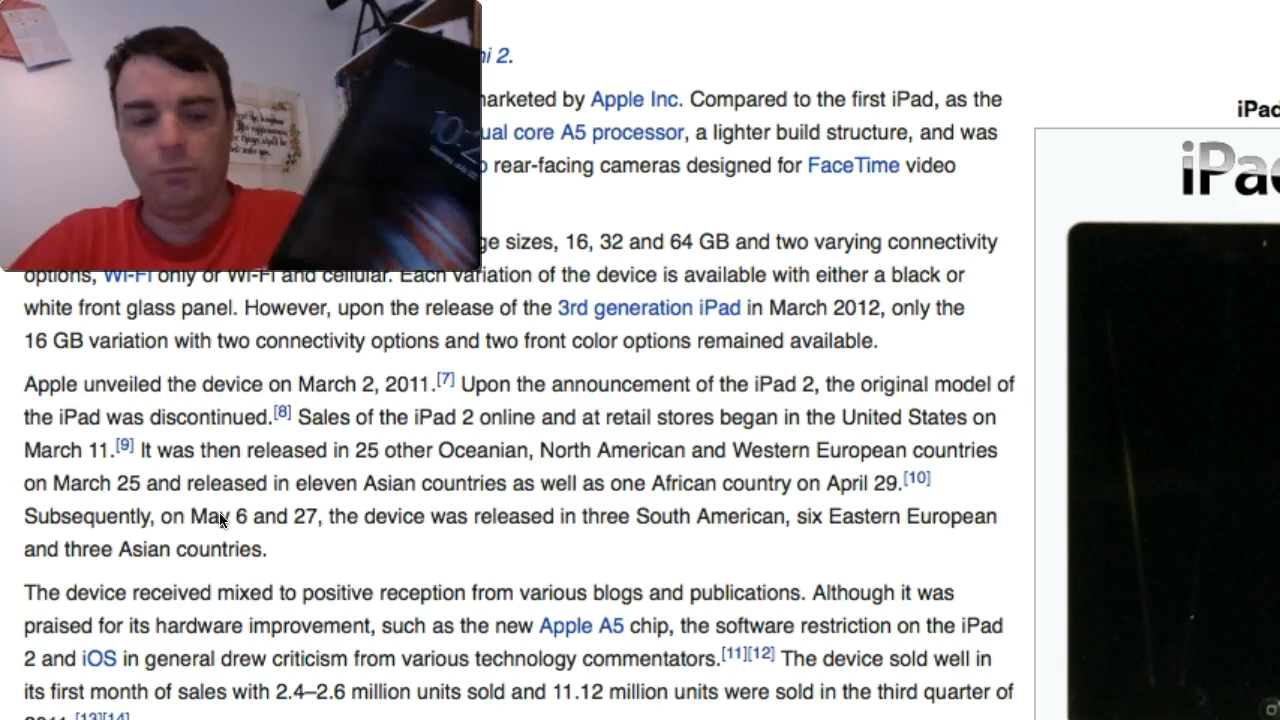 ni 2.
marketed by Apple Inc. Compared to the first iPad, as the
ual core A5 processor, a lighter build structure, and was
rear-facing cameras designed for FaceTime video
ge sizes, 16, 32 and 64 GB and two varying connectivity
options, Wi-Fi only or Wi-Fi and cellular. Each variation of the device is available with either a black or
white front glass panel. However, upon the release of the 3rd generation iPad in March 2012, only the
16 GB variation with two connectivity options and two front color options remained available.
Apple unveiled the device on March 2, 2011.[7] Upon the announcement of the iPad 2, the original model of
the iPad was discontinued.[8] Sales of the iPad 2 online and at retail stores began in the United States on
March 11.[9] It was then released in 25 other Oceanian, North American and Western European countries
on March 25 and released in eleven Asian countries as well as one African country on April 29.[10]
Subsequently, on May 6 and 27, the device was released in three South American, six Eastern European
and three Asian countries.
The device received mixed to positive reception from various blogs and publications. Although it was
praised for its hardware improvement, such as the new Apple A5 chip, the software restriction on the iPad
2 and iOS in general drew criticism from various technology commentators.[11][12] The device sold well in
its first month of sales with 2.4–2.6 million units sold and 11.12 million units were sold in the third quarter of
2011.[13][14]
iPad
iPad